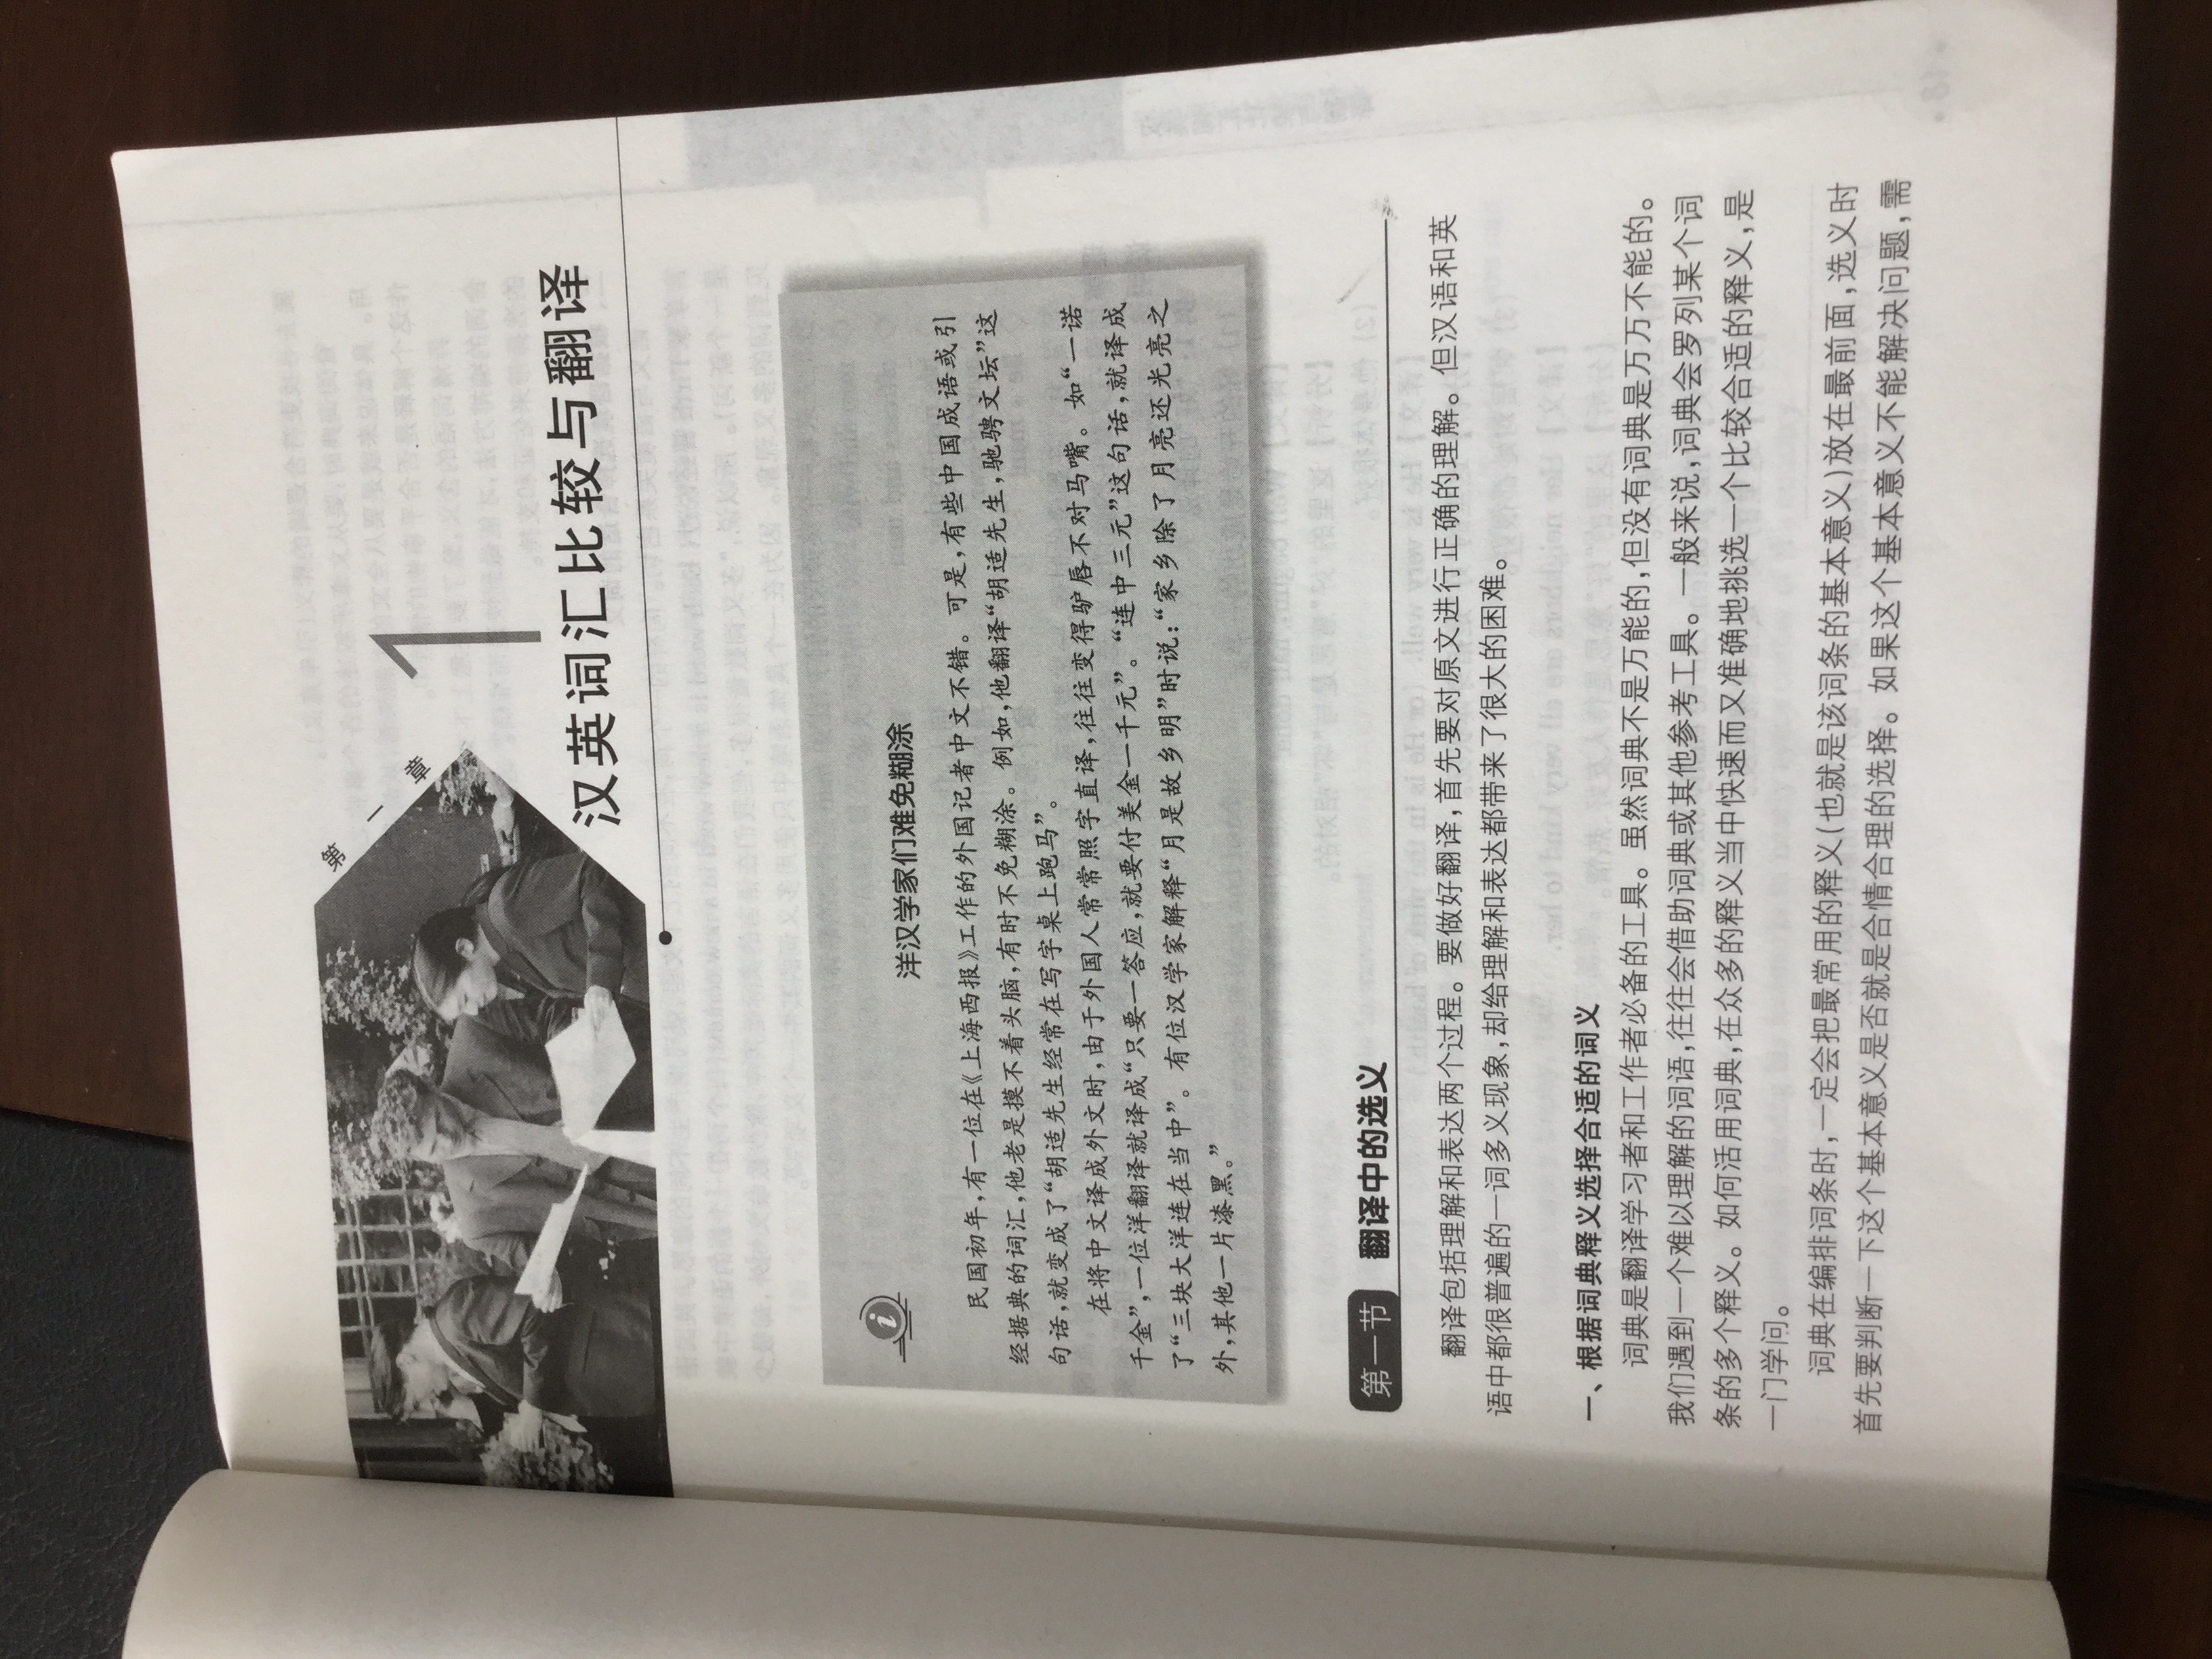 第一章
1
汉英词汇比较与翻译
i
洋汉学家们难免糊涂
民国初年，有一位在《上海西报》工作的外国记者中文不错。可是，有些中国成语或引
经据典的词汇，他老是摸不着头脑，有时不免糊涂。例如，他翻译“胡适先生，驰骋文坛”这
句话，就变成了“胡适先生经常在写字桌上跑马”。
在将中文译成外文时，由于外国人常常照字直译，往往变得驴唇不对马嘴。如“一诺
千金”，一位洋翻译就译成“只要一答应，就要付美金一千元”。“连中三元”这句话，就译成
了“三块大洋连在当中”。有位汉学家解释“月是故乡明”时说：“家乡除了月亮还光亮之
外，其他一片漆黑。”
第一节 翻译中的选义
翻译包括理解和表达两个过程。要做好翻译，首先要对原文进行正确的理解。但汉语和英
语中都很普遍的一词多义现象，却给理解和表达都带来了很大的困难。
一、根据词典释义选择合适的词义
词典是翻译学习者和工作者必备的工具。虽然词典不是万能的，但没有词典是万万不能的。
我们遇到一个难以理解的词语，往往会借助词典或其他参考工具。一般来说，词典会罗列某个词
条的多个释义。如何活用词典，在众多的释义当中快速而又准确地挑选一个比较合适的释义，是
一门学问。
词典在编排词条时，一定会把最常用的释义（也就是该词条的基本意义）放在最前面，选义时
首先要判断一下这个基本意义是否就是合情合理的选择。如果这个基本意义不能解决问题，需